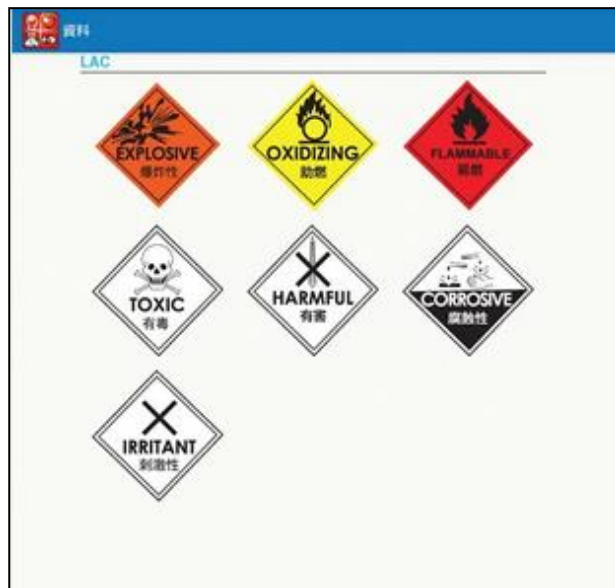 資料
LAC
EXPLOSIVE
爆炸性
OXIDIZING
助燃
FLAMMABLE
易燃
TOXIC
有毒
HARMFUL
有害
CORROSIVE
腐蝕性
IRRITANT
刺激性